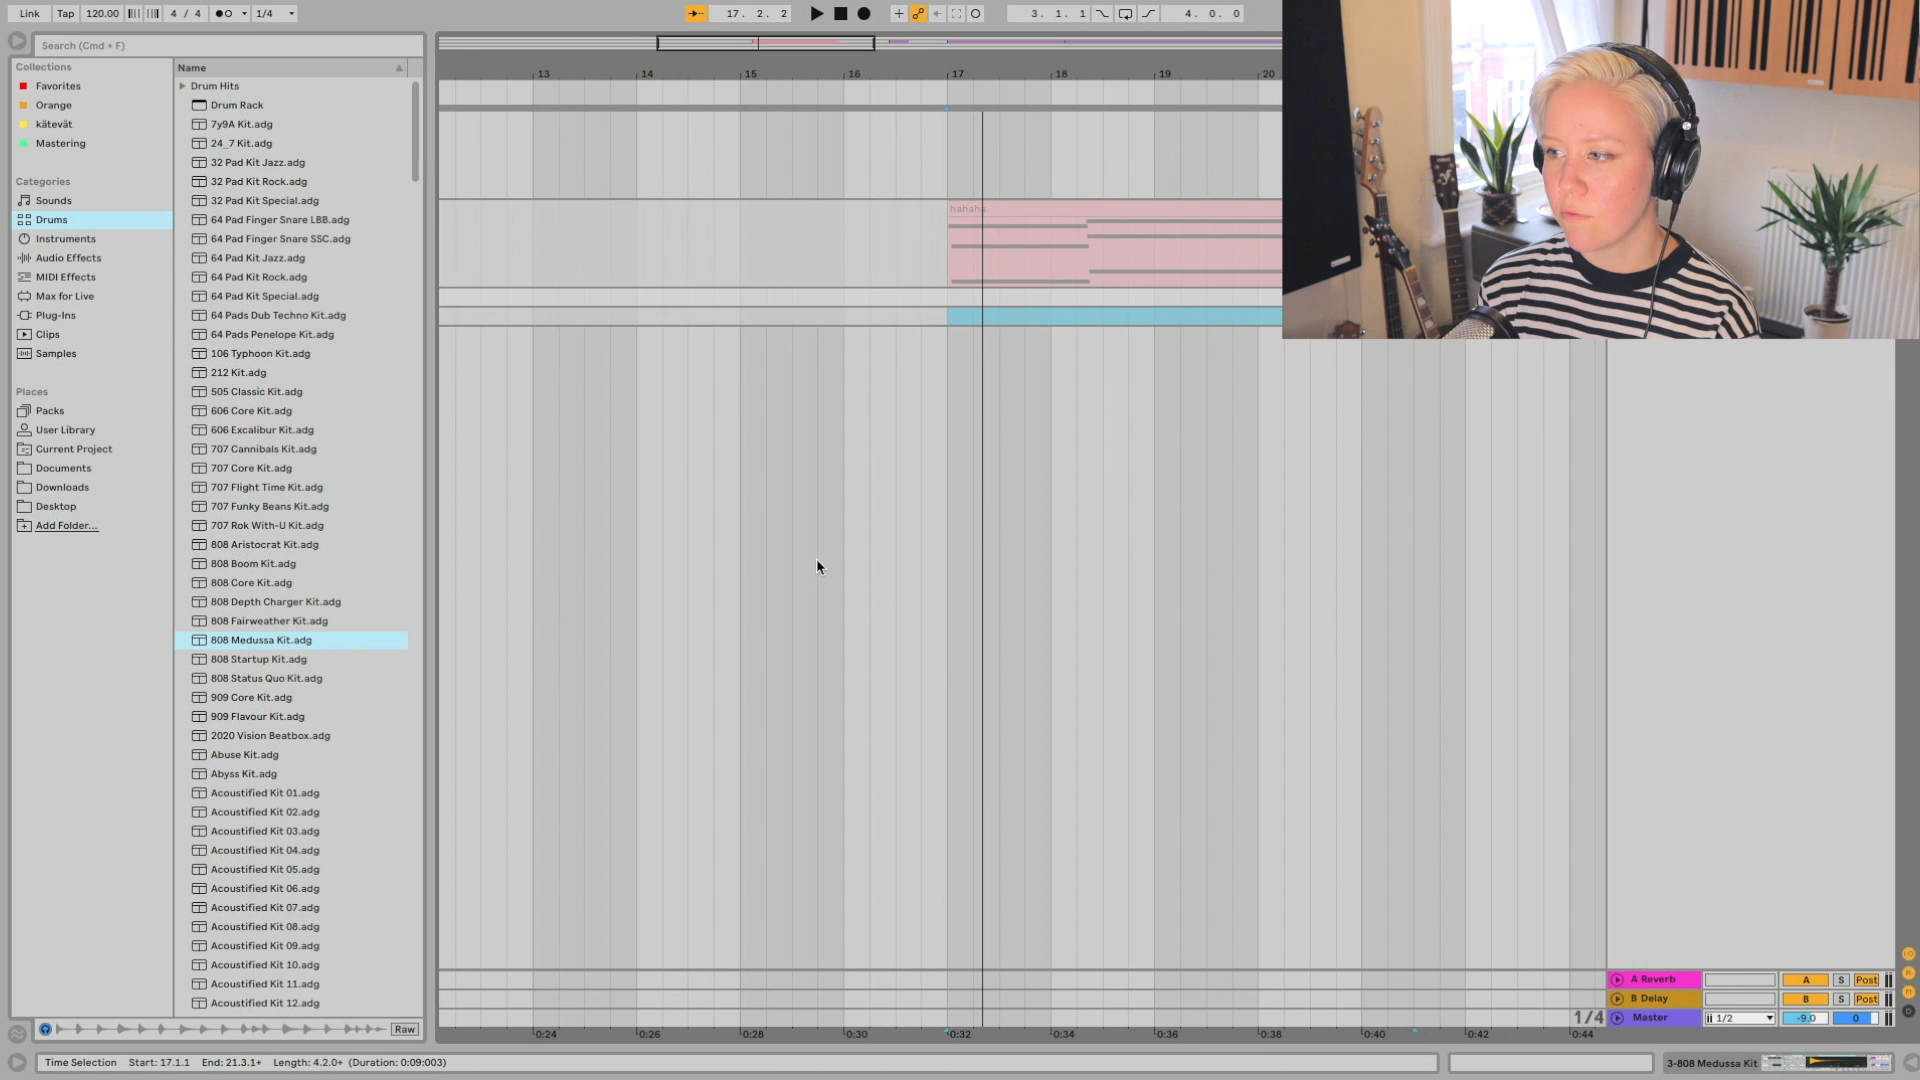 Link Tap 120.00 4 / 4 1/4 17. 2. 2 3. 1. 1 4. 0. 0
Search (Cmd + F)
Collections
Favorites
Orange
kätevät
Mastering
Categories
Sounds
Drums
Instruments
Audio Effects
MIDI Effects
Max for Live
Plug-Ins
Clips
Samples
Places
Packs
User Library
Current Project
Documents
Downloads
Desktop
Add Folder...
Name
Drum Hits
Drum Rack
7y9A Kit.adg
24_7 Kit.adg
32 Pad Kit Jazz.adg
32 Pad Kit Rock.adg
32 Pad Kit Special.adg
64 Pad Finger Snare LBB.adg
64 Pad Finger Snare SSC.adg
64 Pad Kit Jazz.adg
64 Pad Kit Rock.adg
64 Pad Kit Special.adg
64 Pads Dub Techno Kit.adg
64 Pads Penelope Kit.adg
106 Typhoon Kit.adg
212 Kit.adg
505 Classic Kit.adg
606 Core Kit.adg
606 Excalibur Kit.adg
707 Cannibals Kit.adg
707 Core Kit.adg
707 Flight Time Kit.adg
707 Funky Beans Kit.adg
707 Rok With-U Kit.adg
808 Aristocrat Kit.adg
808 Boom Kit.adg
808 Core Kit.adg
808 Depth Charger Kit.adg
808 Fairweather Kit.adg
808 Medussa Kit.adg
808 Startup Kit.adg
808 Status Quo Kit.adg
909 Core Kit.adg
909 Flavour Kit.adg
2020 Vision Beatbox.adg
Abuse Kit.adg
Abyss Kit.adg
Acoustified Kit 01.adg
Acoustified Kit 02.adg
Acoustified Kit 03.adg
Acoustified Kit 04.adg
Acoustified Kit 05.adg
Acoustified Kit 06.adg
Acoustified Kit 07.adg
Acoustified Kit 08.adg
Acoustified Kit 09.adg
Acoustified Kit 10.adg
Acoustified Kit 11.adg
Acoustified Kit 12.adg
Raw
13 14 15 16 17 18 19 20
hahaha
A Reverb A S Post
B Delay B S Post
1/4 Master 1/2 -9.0 0
0:24 0:26 0:28 0:30 0:32 0:34 0:36 0:38 0:40 0:42 0:44
Time Selection Start: 17.1.1 End: 21.3.1+ Length: 4.2.0+ (Duration: 0:09:003)
3-808 Medussa Kit